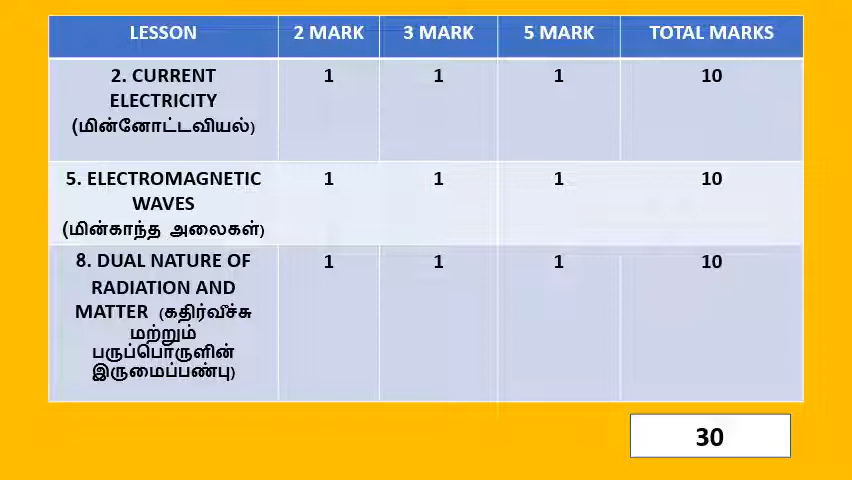 LESSON 2 MARK 3 MARK 5 MARK TOTAL MARKS
2. CURRENT 1 1 1 10
ELECTRICITY
(மின்னோட்டவியல்)
5. ELECTROMAGNETIC 1 1 1 10
WAVES
(மின்காந்த அலைகள்)
8. DUAL NATURE OF 1 1 1 10
RADIATION AND
MATTER (கதிர்வீச்சு
மற்றும்
பருப்பொருளின்
இருமைப்பண்பு)
30